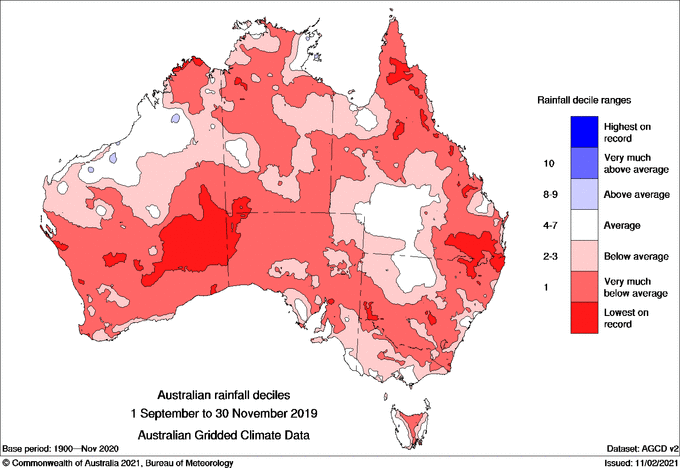 Rainfall decile ranges
Highest on
record
10
Very much
above average
8-9
Above average
4-7
Average
2-3
Below average
1
Very much
below average
Lowest on
record
Australian rainfall deciles
1 September to 30 November 2019
Australian Gridded Climate Data
Base period: 1900—Nov 2020
Dataset: AGCD v2
© Commonwealth of Australia 2021, Bureau of Meteorology
Issued: 11/02/2021